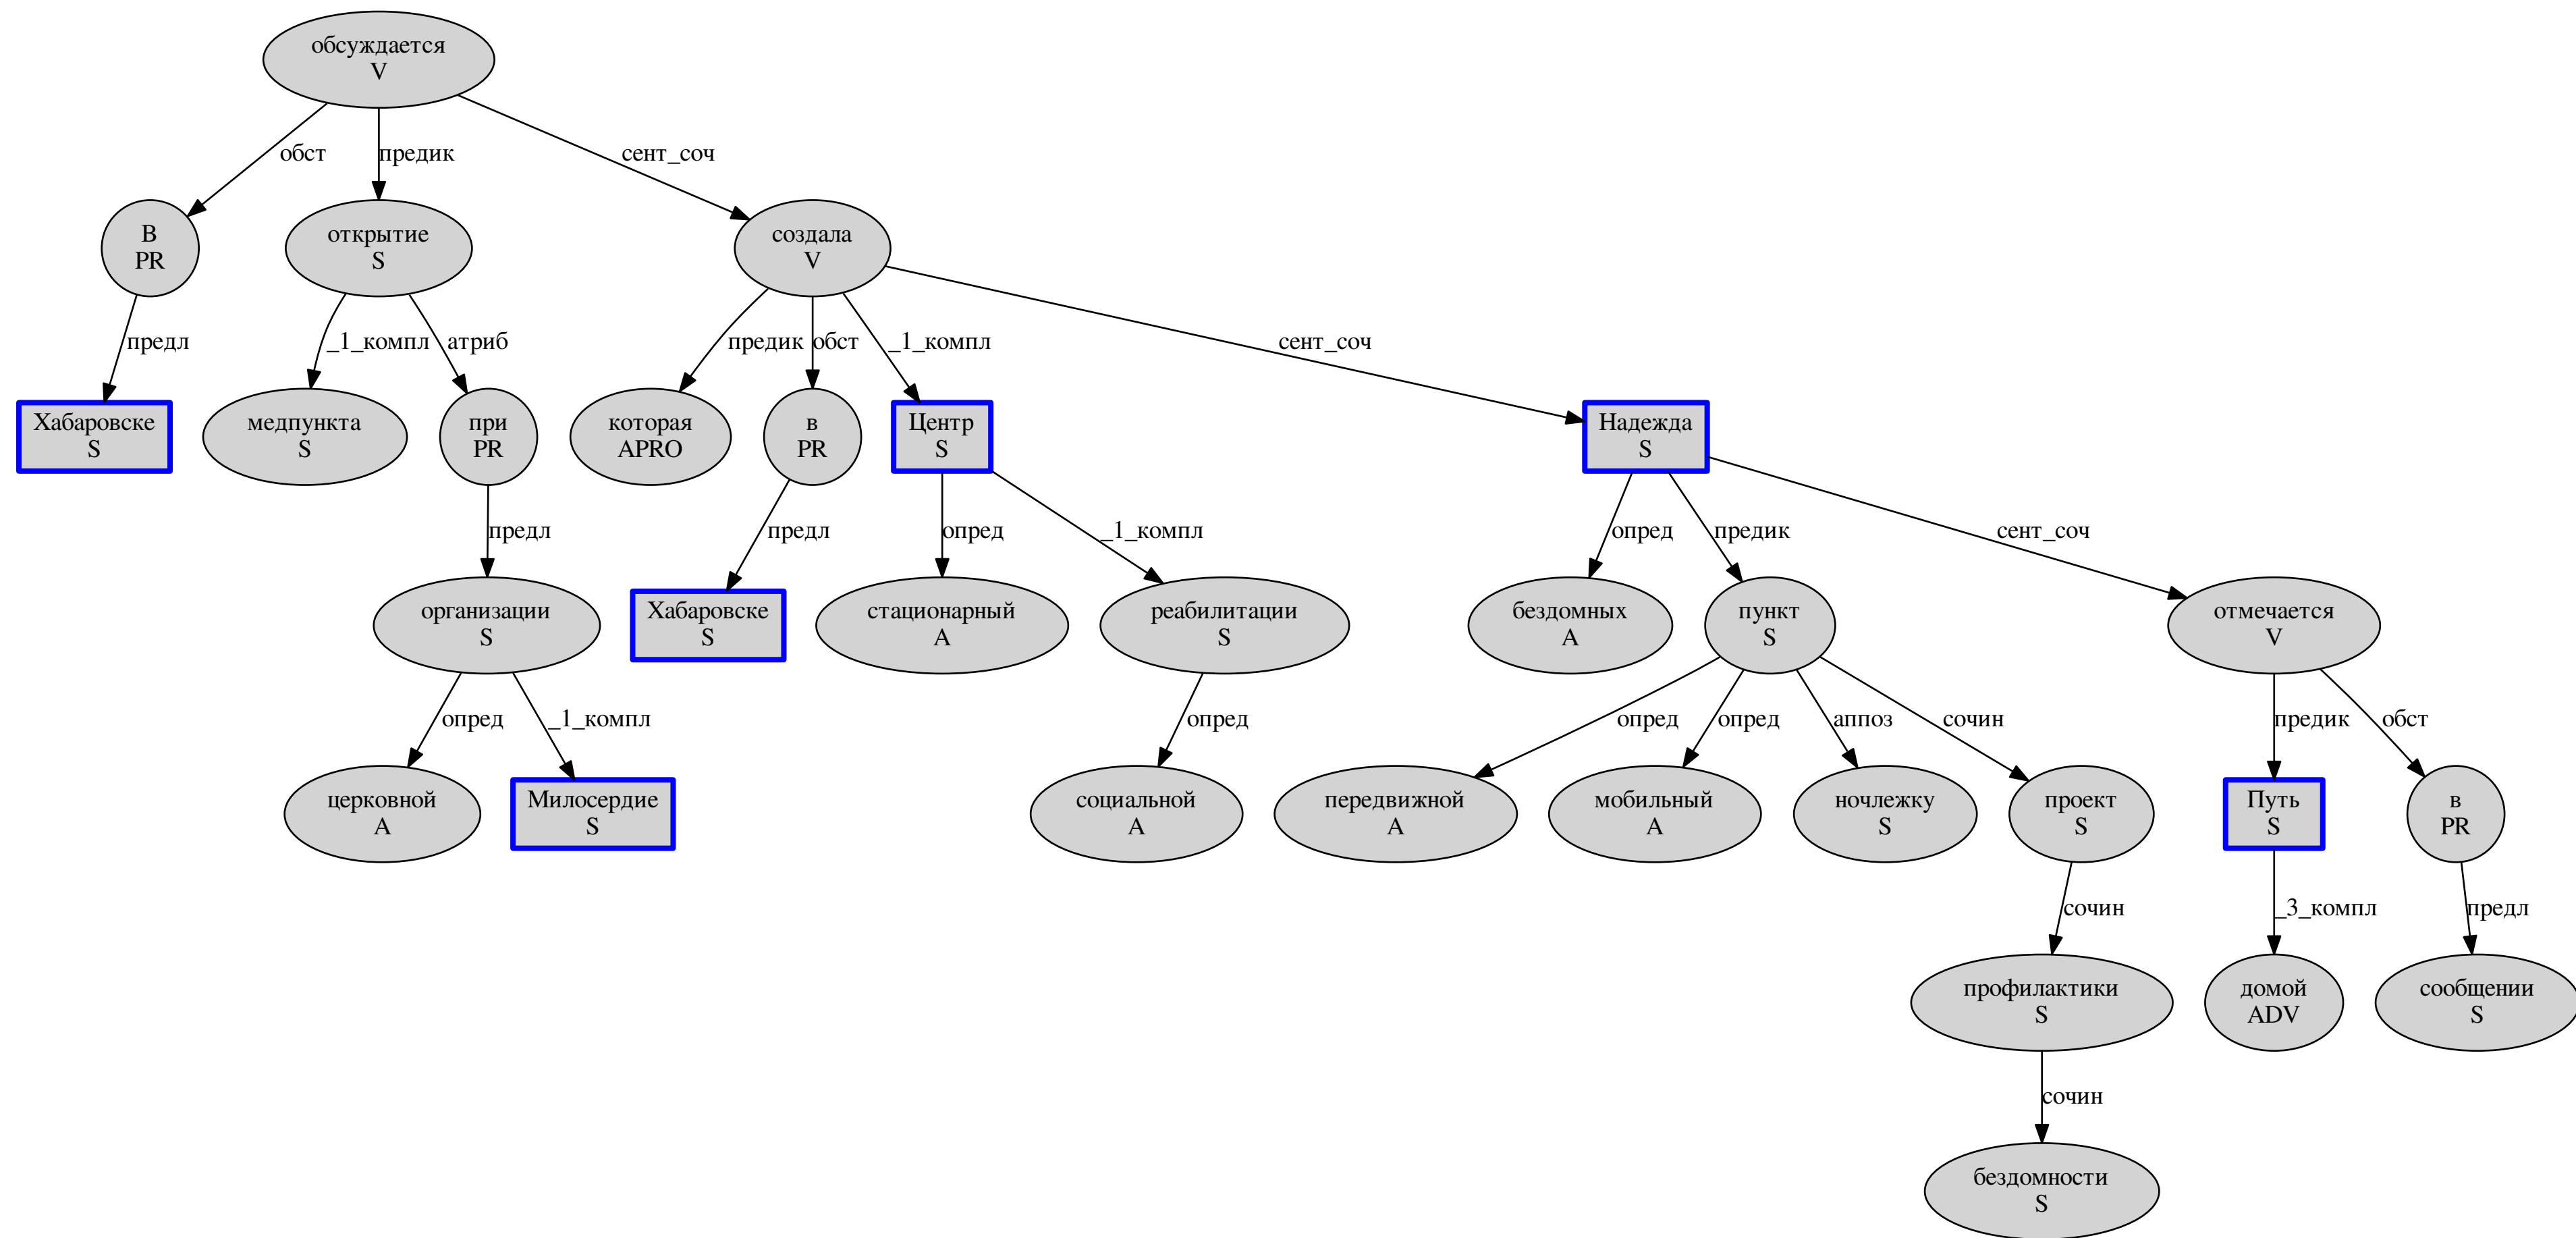 обсуждается
V
обст
предик
сент_соч
В
PR
открытие
S
создала
V
предл
_1_компл
атриб
предик
обст
_1_компл
сент_соч
Хабаровске
S
медпункта
S
при
PR
которая
APRO
в
PR
Центр
S
Надежда
S
предл
предл
опред
_1_компл
опред
предик
сент_соч
организации
S
Хабаровске
S
стационарный
A
реабилитации
S
бездомных
A
пункт
S
отмечается
V
опред
_1_компл
опред
опред
опред
аппоз
сочин
предик
обст
церковной
A
Милосердие
S
социальной
A
передвижной
A
мобильный
A
ночлежку
S
проект
S
Путь
S
в
PR
сочин
_3_компл
предл
профилактики
S
домой
ADV
сообщении
S
сочин
бездомности
S